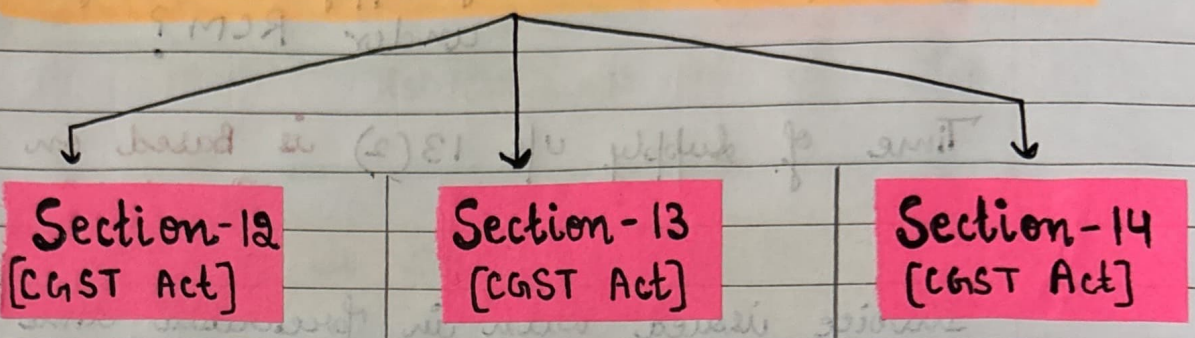 Section-12
[CGST Act]
Section-13
[CGST Act]
Section-14
[CGST Act]